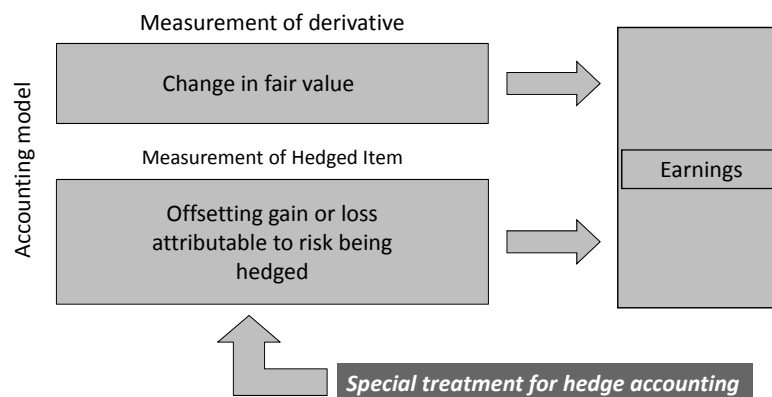 Measurement of derivative
Accounting model
Change in fair value
Measurement of Hedged Item
Earnings
Offsetting gain or loss
attributable to risk being
hedged
Special treatment for hedge accounting